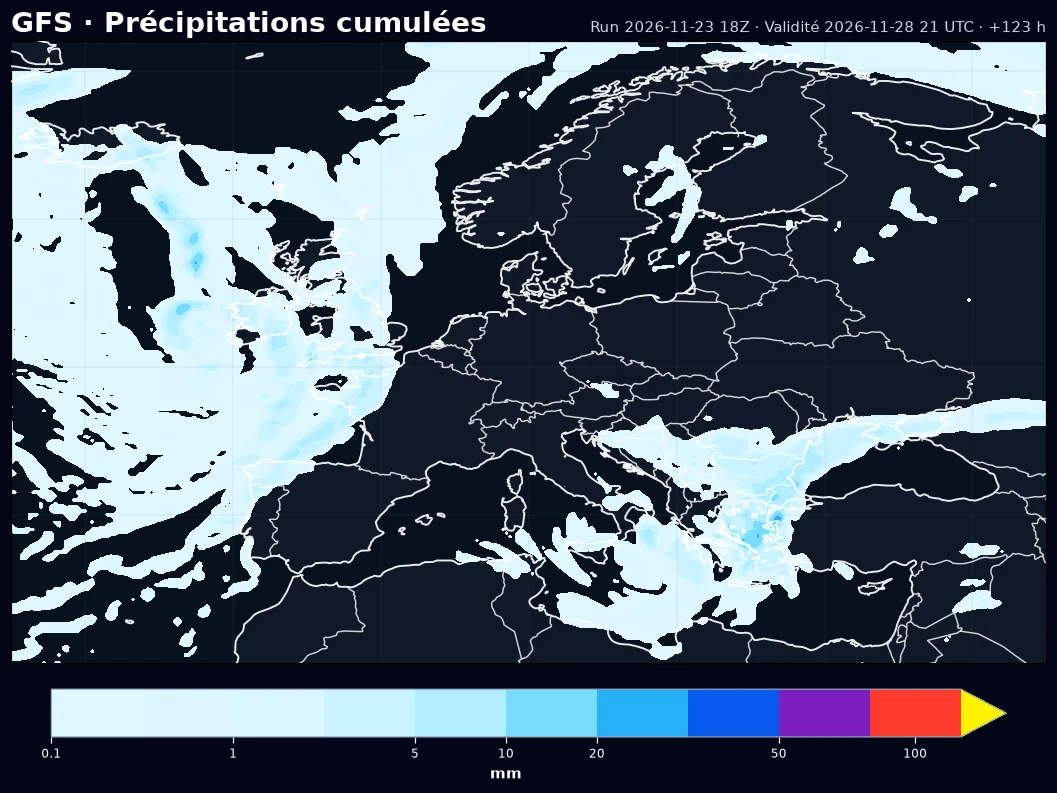 GFS · Précipitations cumulées
Run 2026-11-23 18Z · Validité 2026-11-28 21 UTC · +123 h
0.1 1 5 10 20 50 100
mm